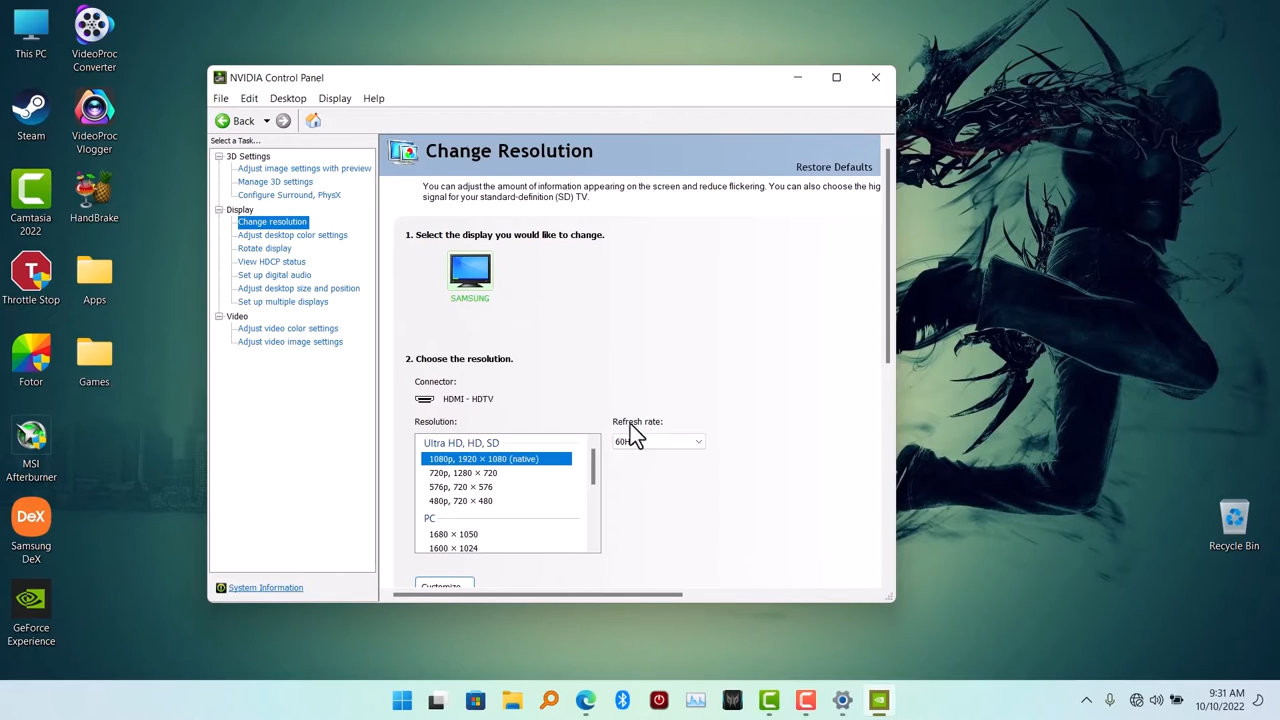 This PC
VideoProc
Converter
Steam
VideoProc
Vlogger
Camtasia
2022
HandBrake
Throttle Stop
Apps
Fotor
Games
MSI
Afterburner
Samsung
DeX
GeForce
Experience
Recycle Bin
NVIDIA Control Panel
File Edit Desktop Display Help
Back
Select a Task...
3D Settings
Adjust image settings with preview
Manage 3D settings
Configure Surround, PhysX
Display
Change resolution
Adjust desktop color settings
Rotate display
View HDCP status
Set up digital audio
Adjust desktop size and position
Set up multiple displays
Video
Adjust video color settings
Adjust video image settings
System Information
Change Resolution
Restore Defaults
You can adjust the amount of information appearing on the screen and reduce flickering. You can also choose the hig
signal for your standard-definition (SD) TV.
1. Select the display you would like to change.
SAMSUNG
2. Choose the resolution.
Connector:
HDMI - HDTV
Resolution:
Refresh rate:
Ultra HD, HD, SD
1080p, 1920 × 1080 (native)
720p, 1280 × 720
576p, 720 × 576
480p, 720 × 480
PC
1680 × 1050
1600 × 1024
Customize...
9:31 AM
10/10/2022